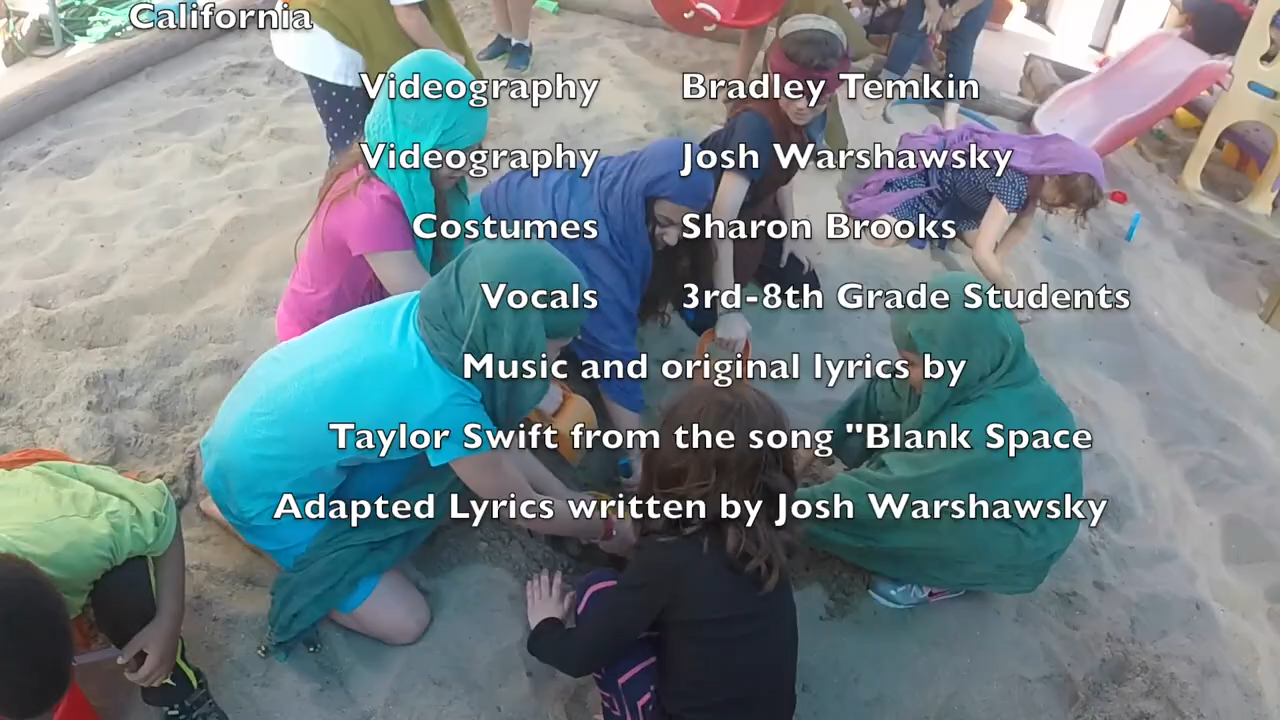 California
Videography Bradley Temkin
Videography Josh Warshawsky
Costumes Sharon Brooks
Vocals 3rd-8th Grade Students
Music and original lyrics by
Taylor Swift from the song "Blank Space
Adapted Lyrics written by Josh Warshawsky